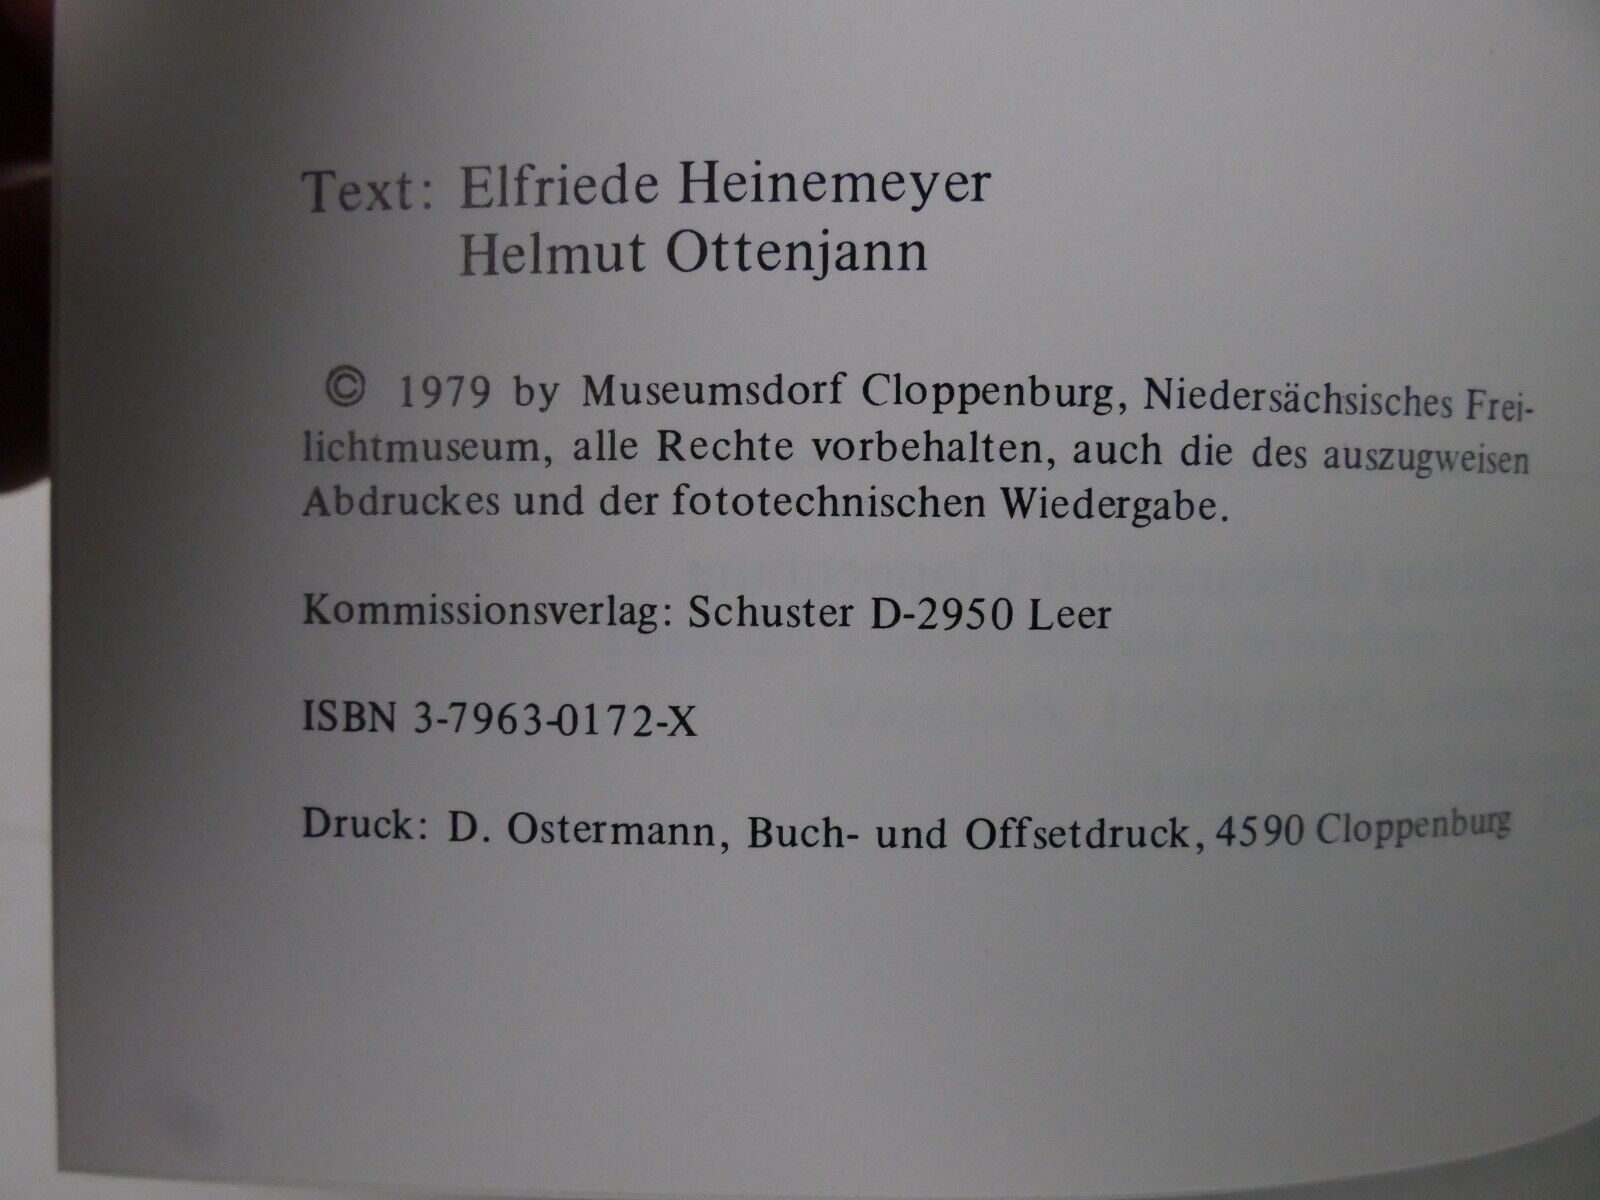 Text: Elfriede Heinemeyer
Helmut Ottenjann
© 1979 by Museumsdorf Cloppenburg, Niedersächsisches Frei-
lichtmuseum, alle Rechte vorbehalten, auch die des auszugweisen
Abdruckes und der fototechnischen Wiedergabe.
Kommissionsverlag: Schuster D-2950 Leer
ISBN 3-7963-0172-X
Druck: D. Ostermann, Buch- und Offsetdruck, 4590 Cloppenburg